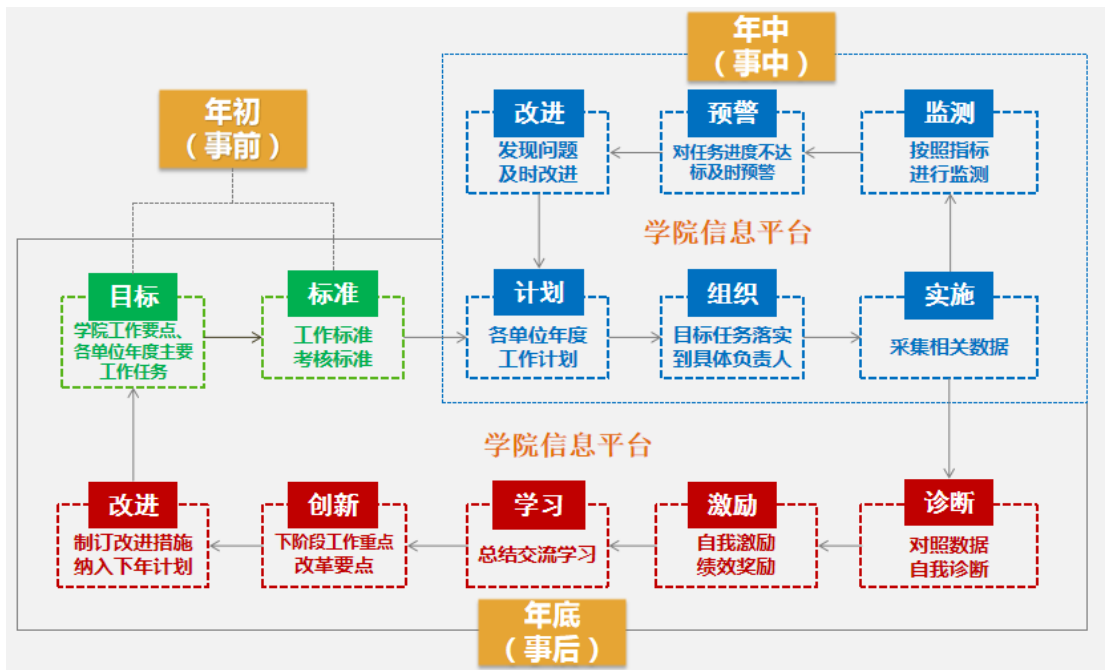 年中
（事中）
年初
（事前）
改进
发现问题
及时改进
预警
对任务进度不达
标及时预警
监测
按照指标
进行监测
学院信息平台
目标
学院工作要点、
各单位年度主要
工作任务
标准
工作标准
考核标准
计划
各单位年度
工作计划
组织
目标任务落实
到具体负责人
实施
采集相关数据
学院信息平台
改进
制订改进措施
纳入下年计划
创新
下阶段工作重点
改革要点
学习
总结交流学习
激励
自我激励
绩效奖励
诊断
对照数据
自我诊断
年底
（事后）